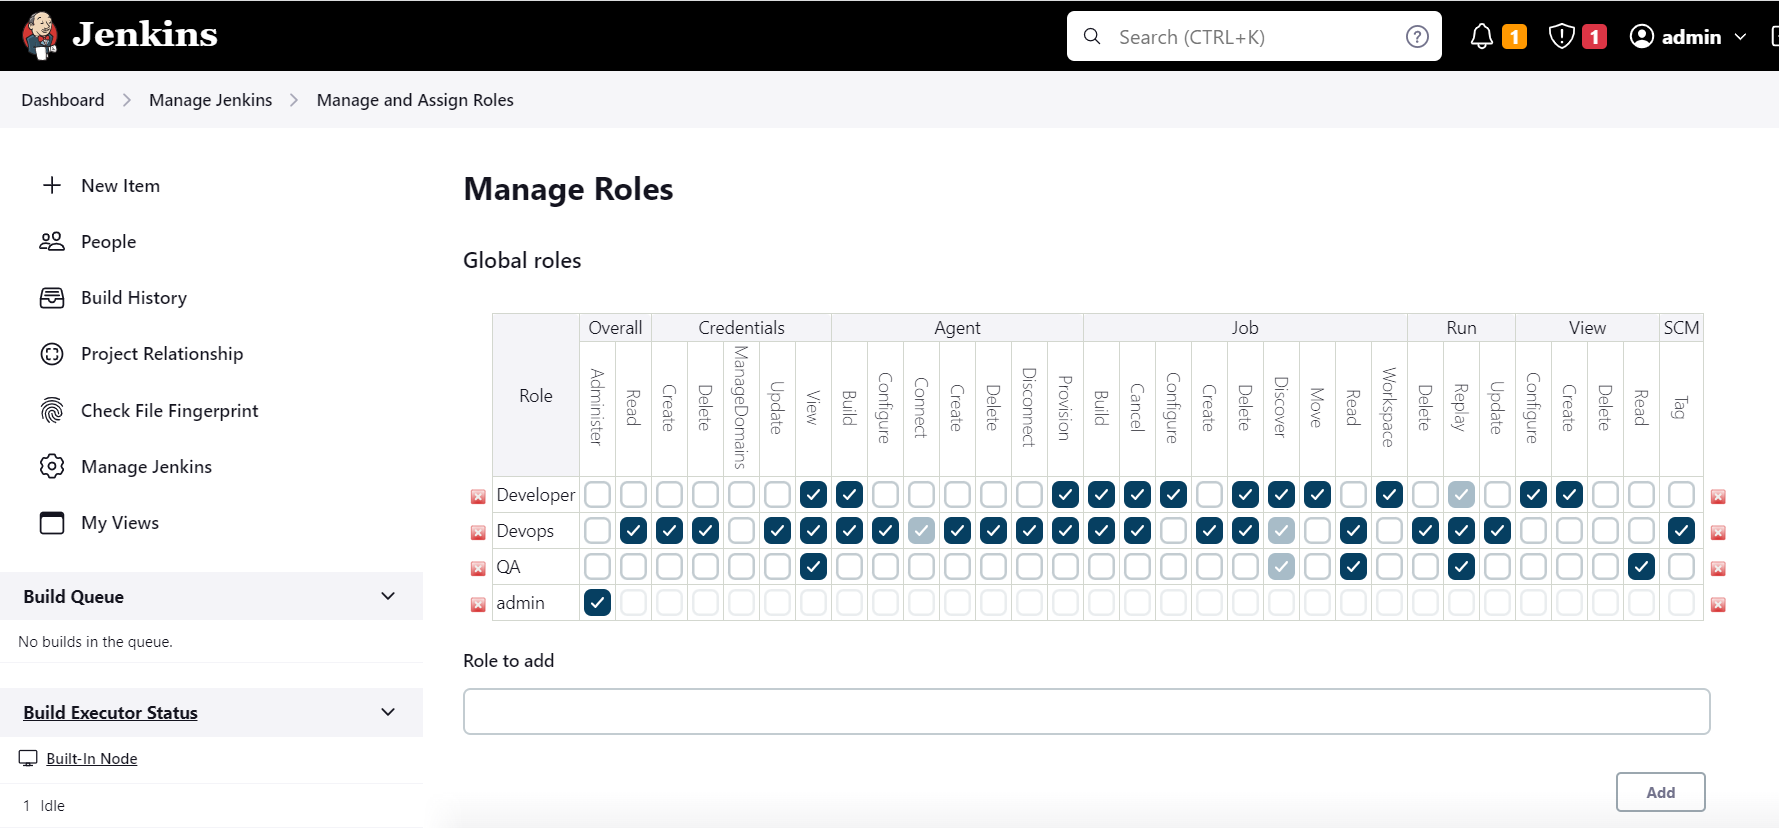 Jenkins
Search (CTRL+K)
?
1
1
admin
Dashboard
Manage Jenkins
Manage and Assign Roles
New Item
People
Build History
Project Relationship
Check File Fingerprint
Manage Jenkins
My Views
Build Queue
No builds in the queue.
Build Executor Status
Built-In Node
1 Idle
Manage Roles
Global roles
Role
Overall
Credentials
Agent
Job
Run
View
SCM
Administer
Read
Create
Delete
ManageDomains
Update
View
Build
Configure
Connect
Create
Delete
Disconnect
Provision
Build
Cancel
Configure
Create
Delete
Discover
Move
Read
Workspace
Delete
Replay
Update
Configure
Create
Delete
Read
Tag
Developer
Devops
QA
admin
Role to add
Add